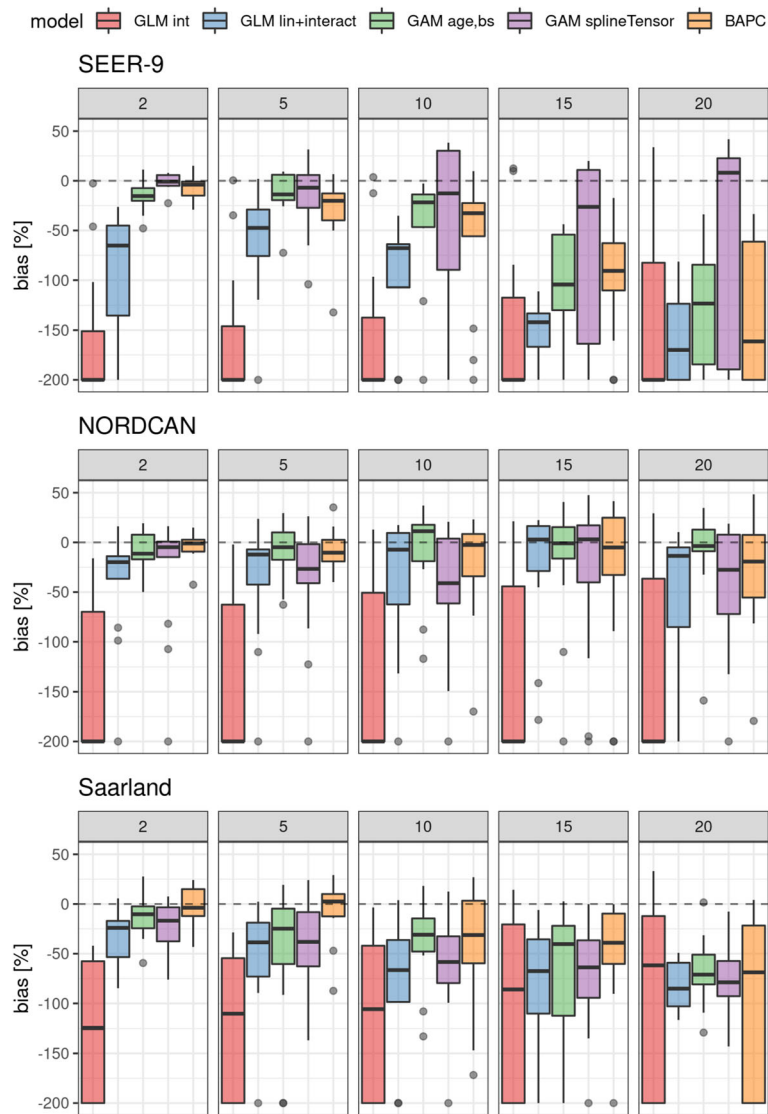 model GLM int GLM lin+interact GAM age,bs GAM splineTensor BAPC
SEER-9
2 5 10 15 20
50
0
-50
-100
-150
-200
bias [%]
NORDCAN
2 5 10 15 20
50
0
-50
-100
-150
-200
bias [%]
Saarland
2 5 10 15 20
50
0
-50
-100
-150
-200
bias [%]